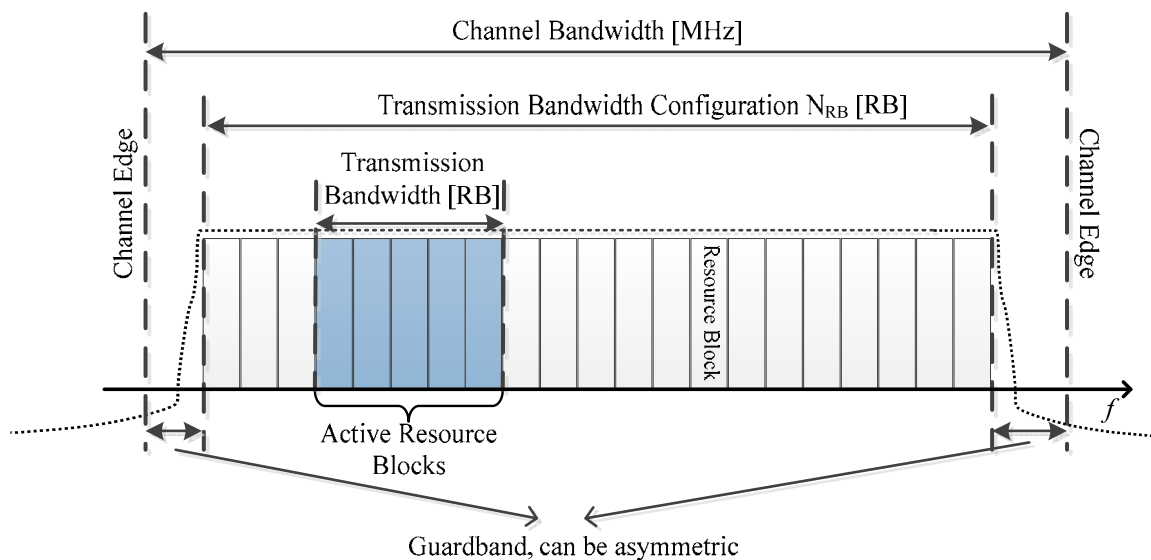 Channel Bandwidth [MHz]
Transmission Bandwidth Configuration N_RB [RB]
Channel Edge
Transmission
Bandwidth [RB]
Channel Edge
Resource Block
f
Active Resource
Blocks
Guardband, can be asymmetric